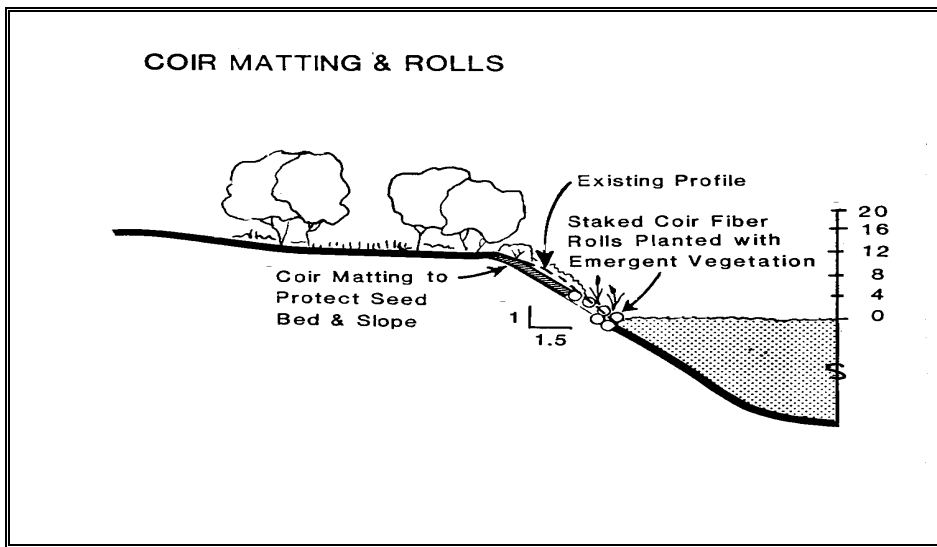 COIR MATTING & ROLLS
Existing Profile
Staked Coir Fiber
Rolls Planted with
Emergent Vegetation
Coir Matting to
Protect Seed
Bed & Slope
1
1.5
20
16
12
8
4
0
S